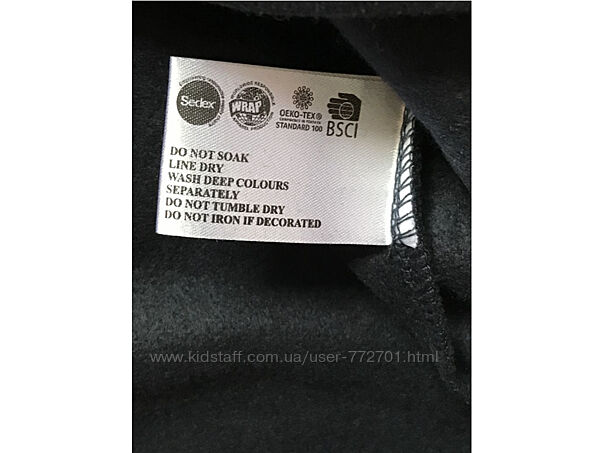 Sedex
WRAP
OEKO-TEX®
STANDARD 100
BSCI
DO NOT SOAK
LINE DRY
WASH DEEP COLOURS
SEPARATELY
DO NOT TUMBLE DRY
DO NOT IRON IF DECORATED
www.kidstaff.com.ua/user-772701.html